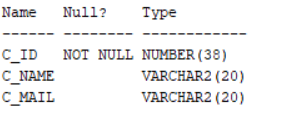 Name Null? Type
------ -------- ------------
C_ID NOT NULL NUMBER(38)
C_NAME VARCHAR2(20)
C_MAIL VARCHAR2(20)